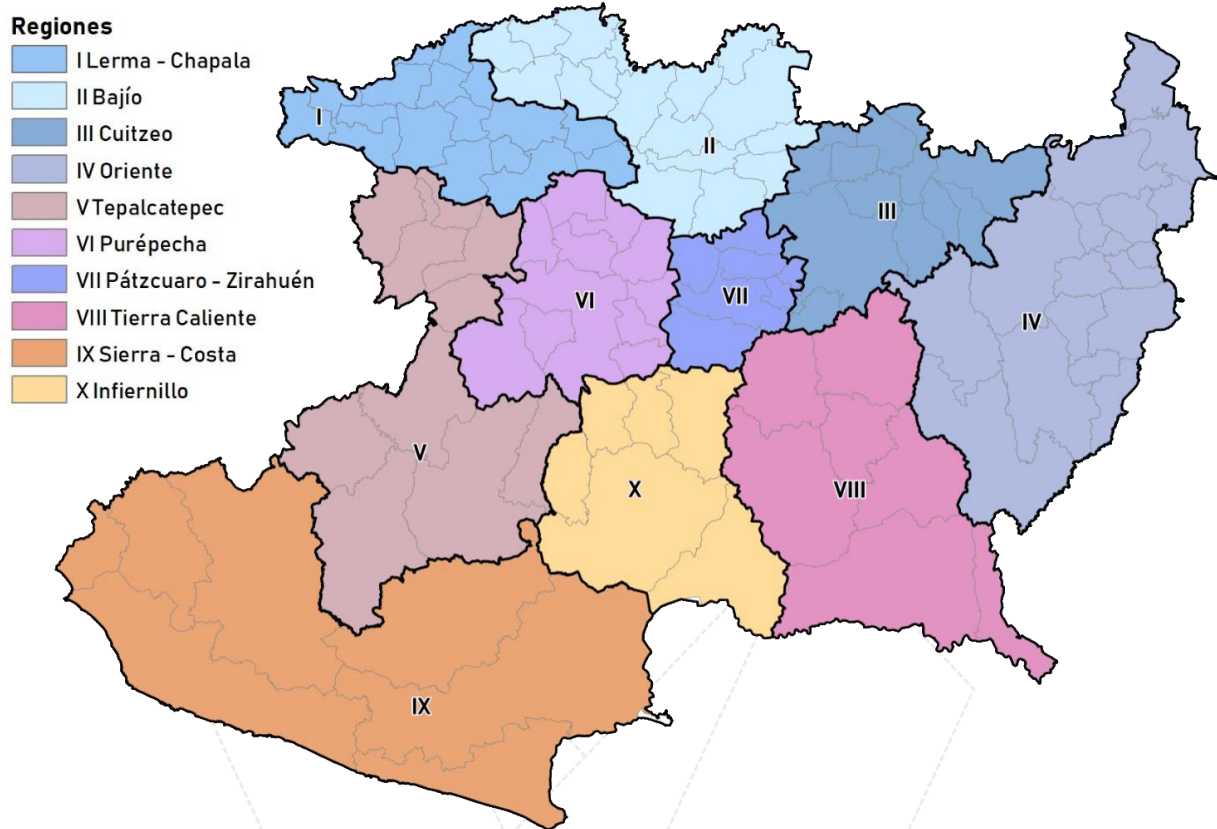 Regiones
I Lerma - Chapala
II Bajío
III Cuitzeo
IV Oriente
V Tepalcatepec
VI Purépecha
VII Pátzcuaro - Zirahuén
VIII Tierra Caliente
IX Sierra - Costa
X Infiernillo
I
II
III
VI
VII
IV
V
X
VIII
IX